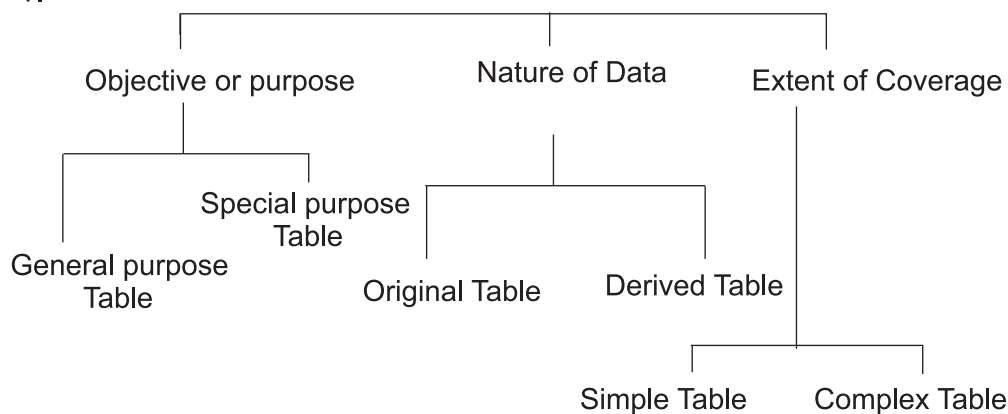 Objective or purpose
Nature of Data
Extent of Coverage
General purpose
Table
Special purpose
Table
Original Table
Derived Table
Simple Table
Complex Table